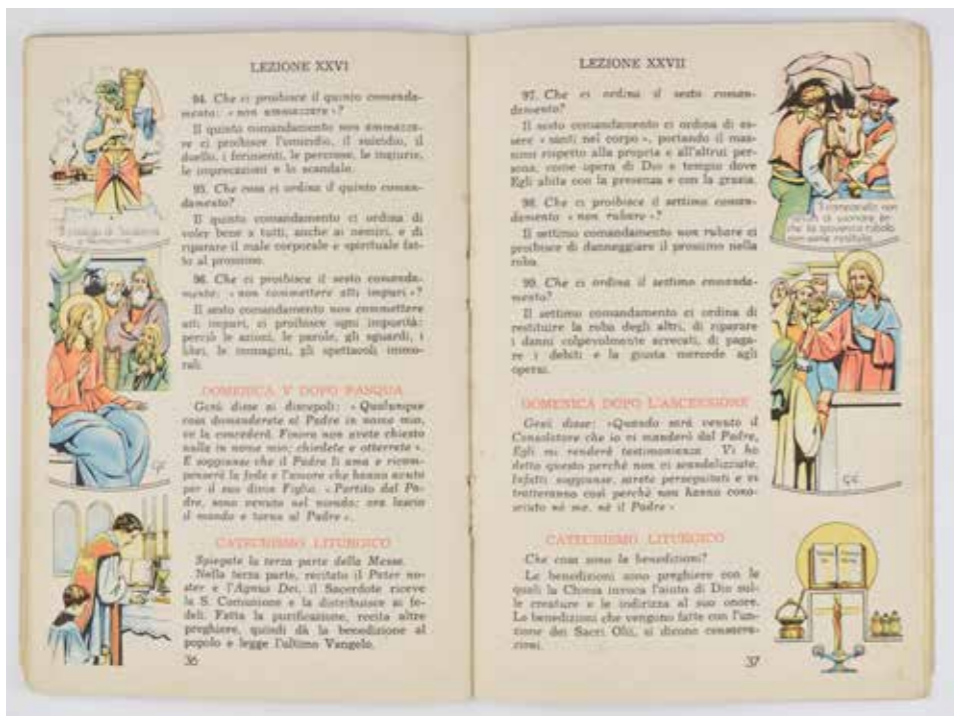 LEZIONE XXVI
94. Che ci proibisce il quinto comanda-
mento: « non ammazzare »?
Il quinto comandamento non ammazza-
re ci proibisce l'omicidio, il suicidio, il
duello, i ferimenti, le percosse, le ingiurie,
le imprecazioni e lo scandalo.
95. Che cosa ci ordina il quinto coman-
damento?
Il quinto comandamento ci ordina di
voler bene a tutti, anche ai nemici, e di
riparare il male corporale e spirituale fat-
to al prossimo.
96. Che ci proibisce il sesto comanda-
mento: « non commettere atti impuri »?
Il sesto comandamento non commettere
atti impuri, ci proibisce ogni impurità:
perciò le azioni, le parole, gli sguardi, i
libri, le immagini, gli spettacoli immo-
rali.
DOMENICA V DOPO PASQUA
Gesù disse ai discepoli: « Qualunque
cosa domanderete al Padre in nome mio,
ve la concederà. Finora non avete chiesto
nulla in nome mio; chiedete e otterrete ».
E soggiunse che il Padre li ama e ricom-
penserà la fede e l'amore che hanno avuto
per il suo divin Figlio. « Partito dal Pa-
dre, sono venuto nel mondo; ora lascio
il mondo e torno al Padre ».
CATECHISMO LITURGICO
Spiegate la terza parte della Messa.
Nella terza parte, recitato il Pater no-
ster e l'Agnus Dei, il Sacerdote riceve
la S. Comunione e la distribuisce ai fe-
deli. Fatta la purificazione, recita altre
preghiere, quindi dà la benedizione al
popolo e legge l'ultimo Vangelo.
36
LEZIONE XXVII
97. Che ci ordina il sesto coman-
damento?
Il sesto comandamento ci ordina di es-
sere « santi nel corpo », portando il mas-
simo rispetto alla propria e all'altrui per-
sona, come opera di Dio e tempio dove
Egli abita con la presenza e con la grazia.
98. Che ci proibisce il settimo coman-
damento « non rubare »?
Il settimo comandamento non rubare ci
proibisce di danneggiare il prossimo nella
roba.
99. Che ci ordina il settimo comanda-
mento?
Il settimo comandamento ci ordina di
restituire la roba degli altri, di riparare
i danni colpevolmente arrecati, di paga-
re i debiti e la giusta mercede agli
operai.
DOMENICA DOPO L'ASCENSIONE
Gesù disse: «Quando sarà venuto il
Consolatore che io vi manderò dal Padre,
Egli mi renderà testimonianza. Vi ho
detto questo perchè non vi scandalizziate.
Infatti soggiunse, sarete perseguitati e vi
tratteranno così perchè non hanno cono-
sciuto nè me, nè il Padre»
CATECHISMO LITURGICO
Che cosa sono le benedizioni?
Le benedizioni sono preghiere con le
quali la Chiesa invoca l'aiuto di Dio sul-
le creature e le indirizza al suo onore.
Le benedizioni che vengono fatte con l'un-
zione dei Sacri Olii, si dicono consacra-
zioni.
37
Il campanello non
di suonare fin-
chè la giovenca rubata
non viene restituita